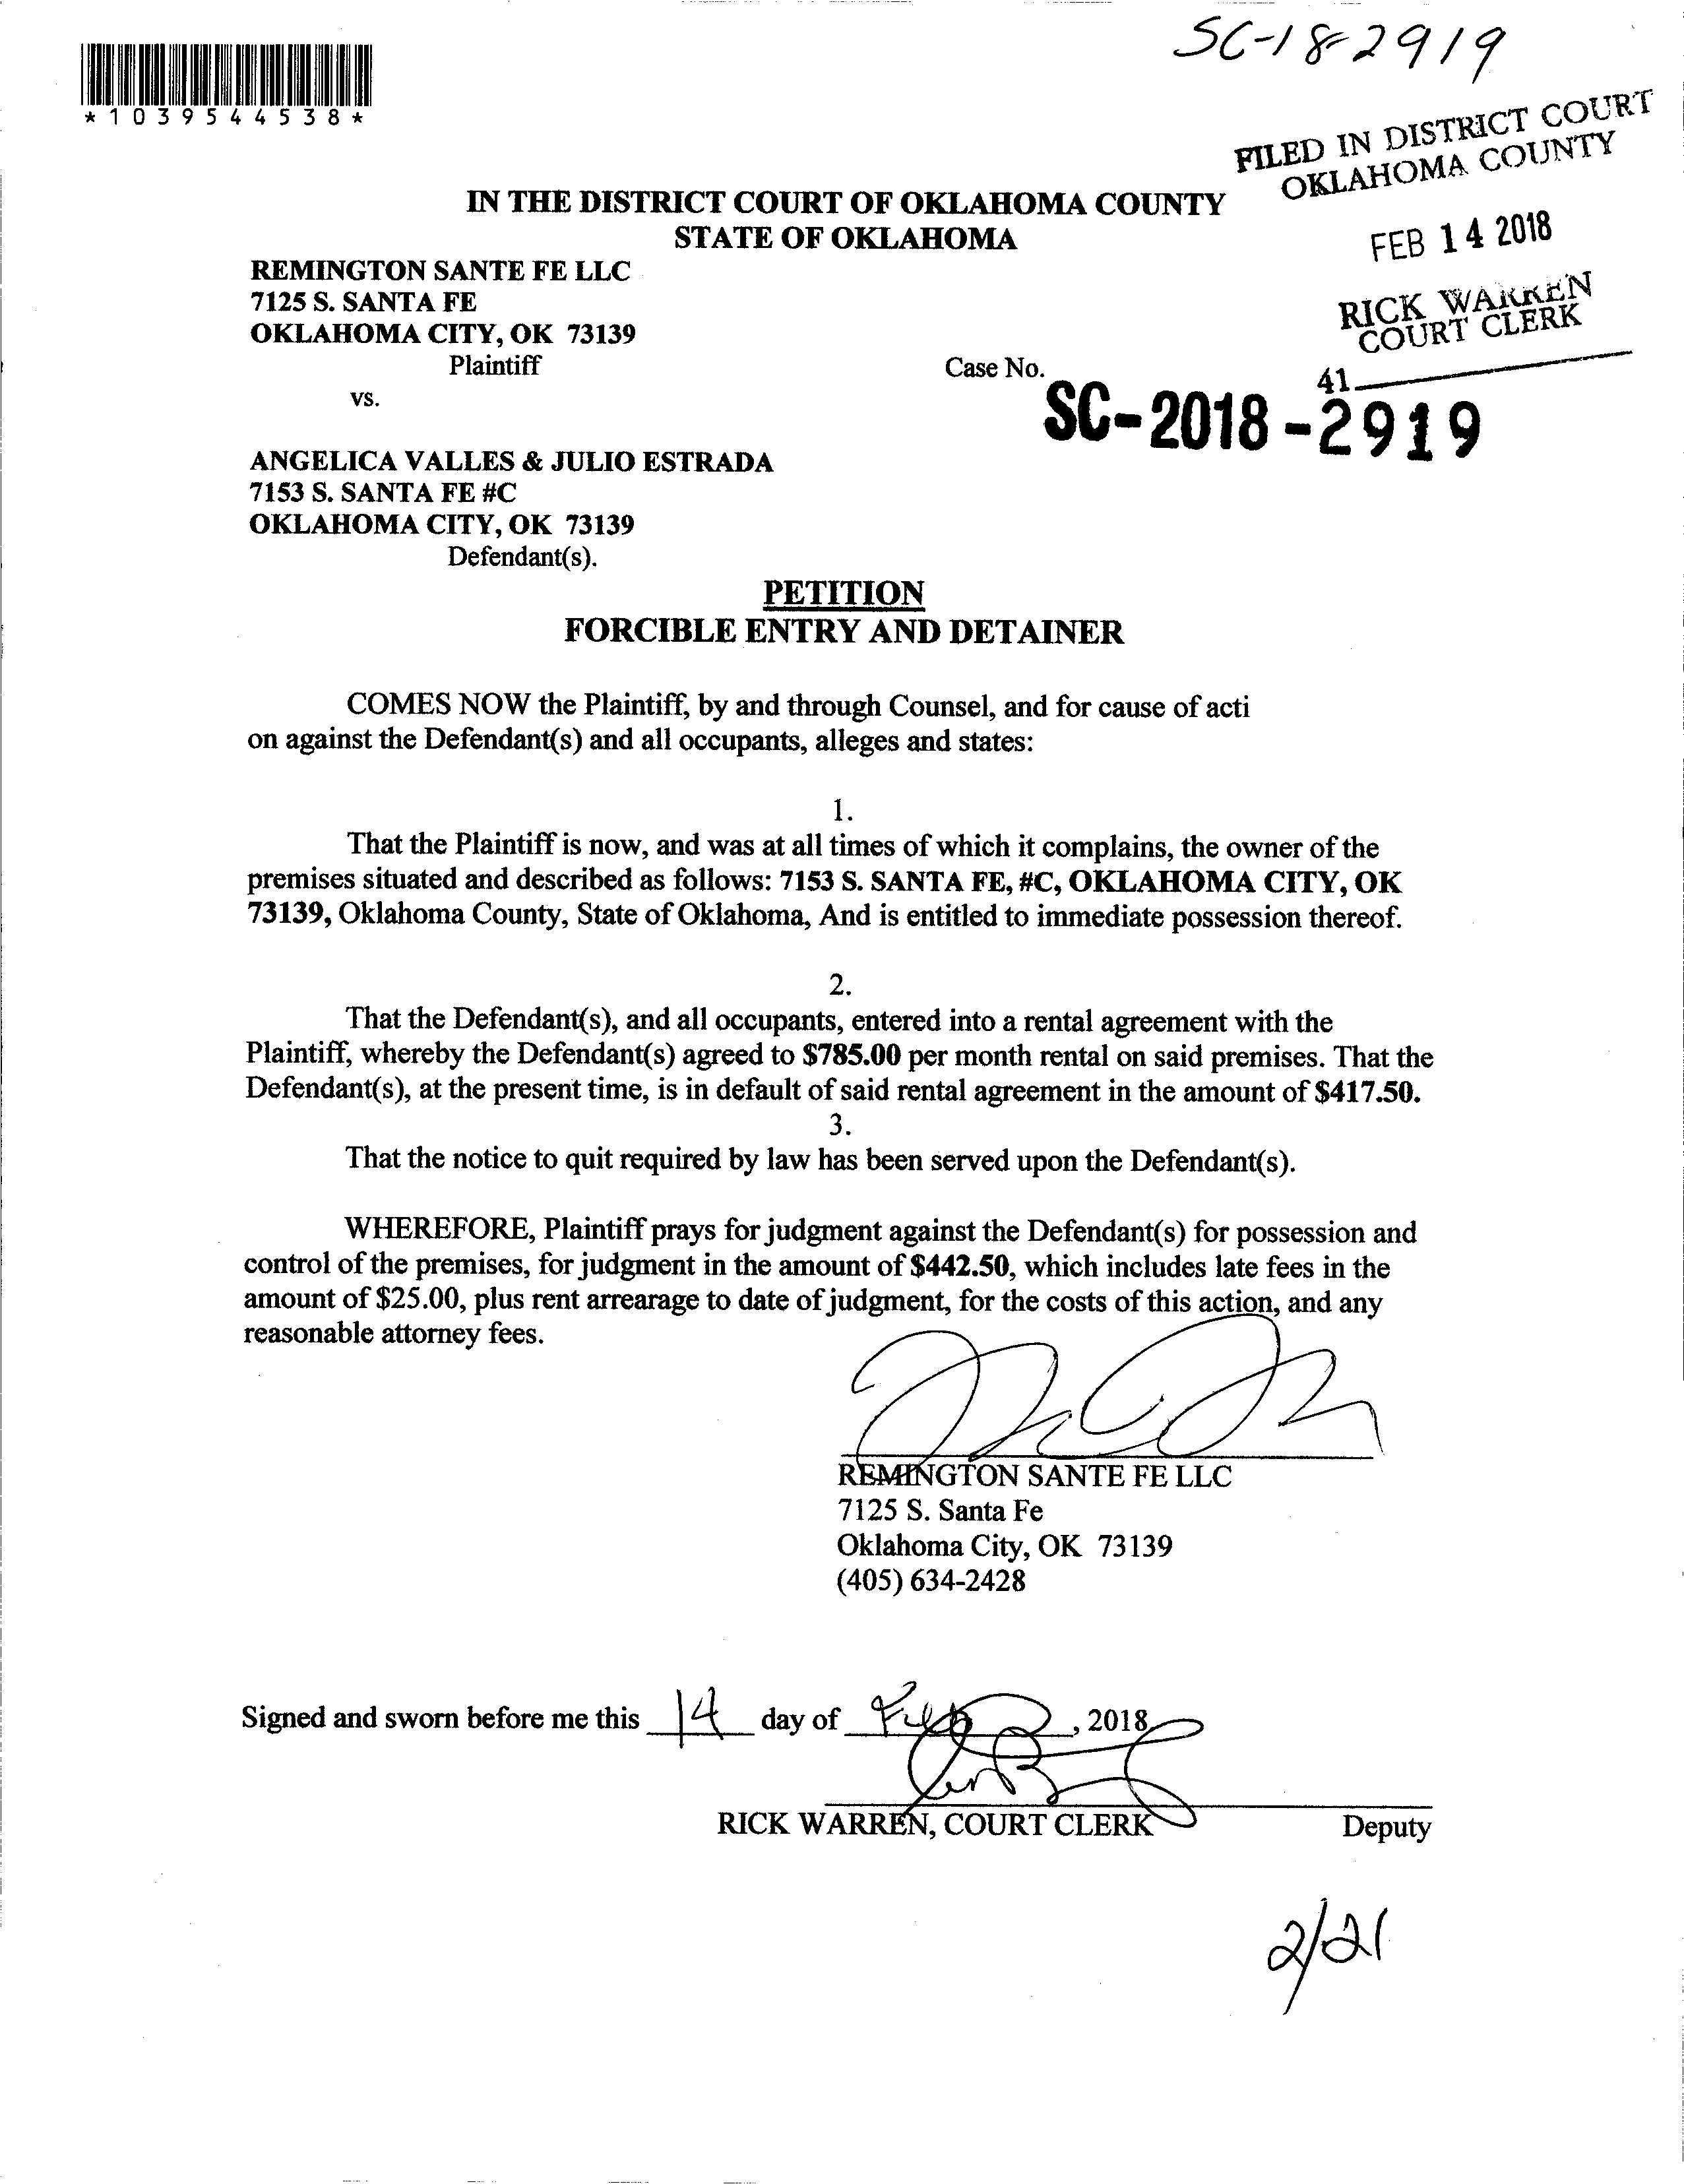 SC-18-2919
*1039544538*
FILED IN DISTRICT COURT
OKLAHOMA COUNTY
FEB 14 2018
RICK WARREN
COURT CLERK
41
IN THE DISTRICT COURT OF OKLAHOMA COUNTY
STATE OF OKLAHOMA
REMINGTON SANTE FE LLC
7125 S. SANTA FE
OKLAHOMA CITY, OK 73139
Plaintiff
vs.
Case No.
SC-2018-2919
ANGELICA VALLES & JULIO ESTRADA
7153 S. SANTA FE #C
OKLAHOMA CITY, OK 73139
Defendant(s).
PETITION
FORCIBLE ENTRY AND DETAINER
COMES NOW the Plaintiff, by and through Counsel, and for cause of acti
on against the Defendant(s) and all occupants, alleges and states:
1.
That the Plaintiff is now, and was at all times of which it complains, the owner of the
premises situated and described as follows: 7153 S. SANTA FE, #C, OKLAHOMA CITY, OK
73139, Oklahoma County, State of Oklahoma, And is entitled to immediate possession thereof.
2.
That the Defendant(s), and all occupants, entered into a rental agreement with the
Plaintiff, whereby the Defendant(s) agreed to $785.00 per month rental on said premises. That the
Defendant(s), at the present time, is in default of said rental agreement in the amount of $417.50.
3.
That the notice to quit required by law has been served upon the Defendant(s).
WHEREFORE, Plaintiff prays for judgment against the Defendant(s) for possession and
control of the premises, for judgment in the amount of $442.50, which includes late fees in the
amount of $25.00, plus rent arrearage to date of judgment, for the costs of this action, and any
reasonable attorney fees.
REMINGTON SANTE FE LLC
7125 S. Santa Fe
Oklahoma City, OK 73139
(405) 634-2428
Signed and sworn before me this 14 day of Feb, 2018
RICK WARREN, COURT CLERK Deputy
2/21